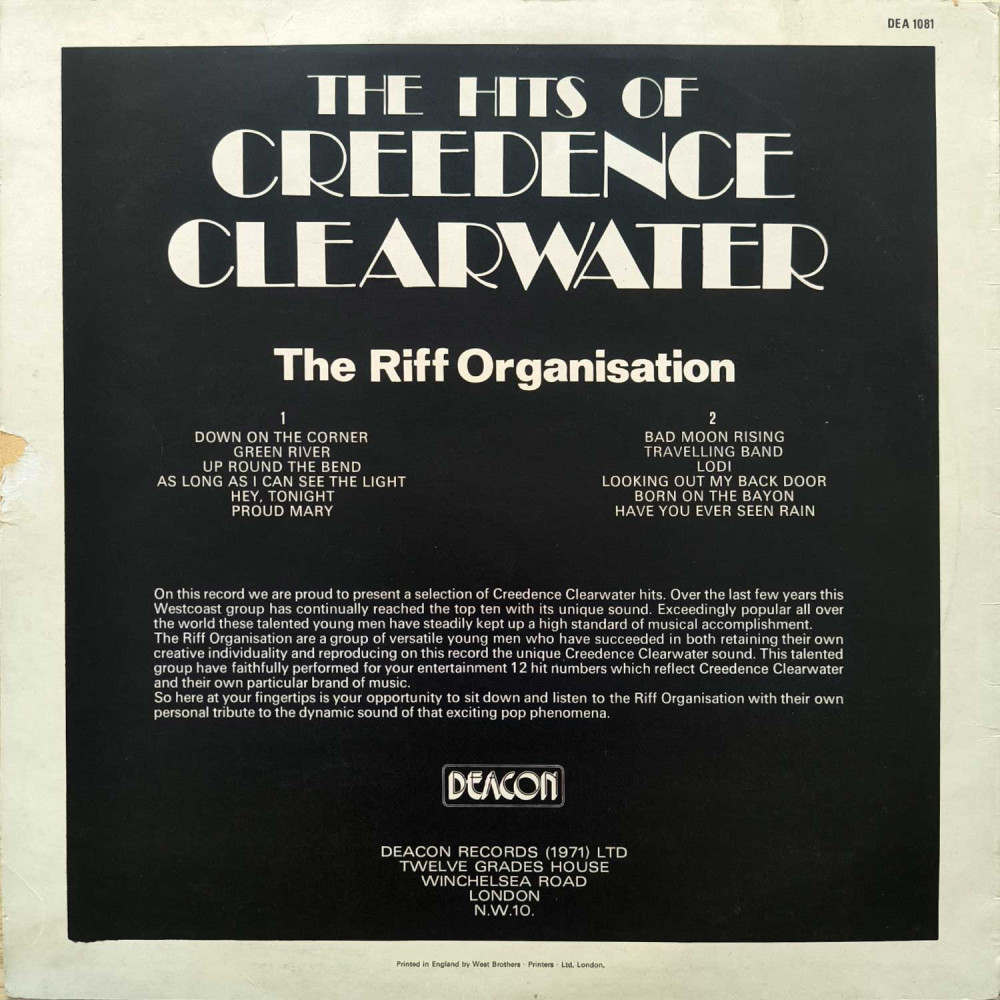 DEA 1081
THE HITS OF
CREEDENCE
CLEARWATER
The Riff Organisation
1
DOWN ON THE CORNER
GREEN RIVER
UP ROUND THE BEND
AS LONG AS I CAN SEE THE LIGHT
HEY, TONIGHT
PROUD MARY
2
BAD MOON RISING
TRAVELLING BAND
LODI
LOOKING OUT MY BACK DOOR
BORN ON THE BAYON
HAVE YOU EVER SEEN RAIN
On this record we are proud to present a selection of Creedence Clearwater hits. Over the last few years this
Westcoast group has continually reached the top ten with its unique sound. Exceedingly popular all over
the world these talented young men have steadily kept up a high standard of musical accomplishment.
The Riff Organisation are a group of versatile young men who have succeeded in both retaining their own
creative individuality and reproducing on this record the unique Creedence Clearwater sound. This talented
group have faithfully performed for your entertainment 12 hit numbers which reflect Creedence Clearwater
and their own particular brand of music.
So here at your fingertips is your opportunity to sit down and listen to the Riff Organisation with their own
personal tribute to the dynamic sound of that exciting pop phenomena.
DEACON
DEACON RECORDS (1971) LTD
TWELVE GRADES HOUSE
WINCHELSEA ROAD
LONDON
N.W.10.
Printed in England by West Brothers · Printers · Ltd, London.